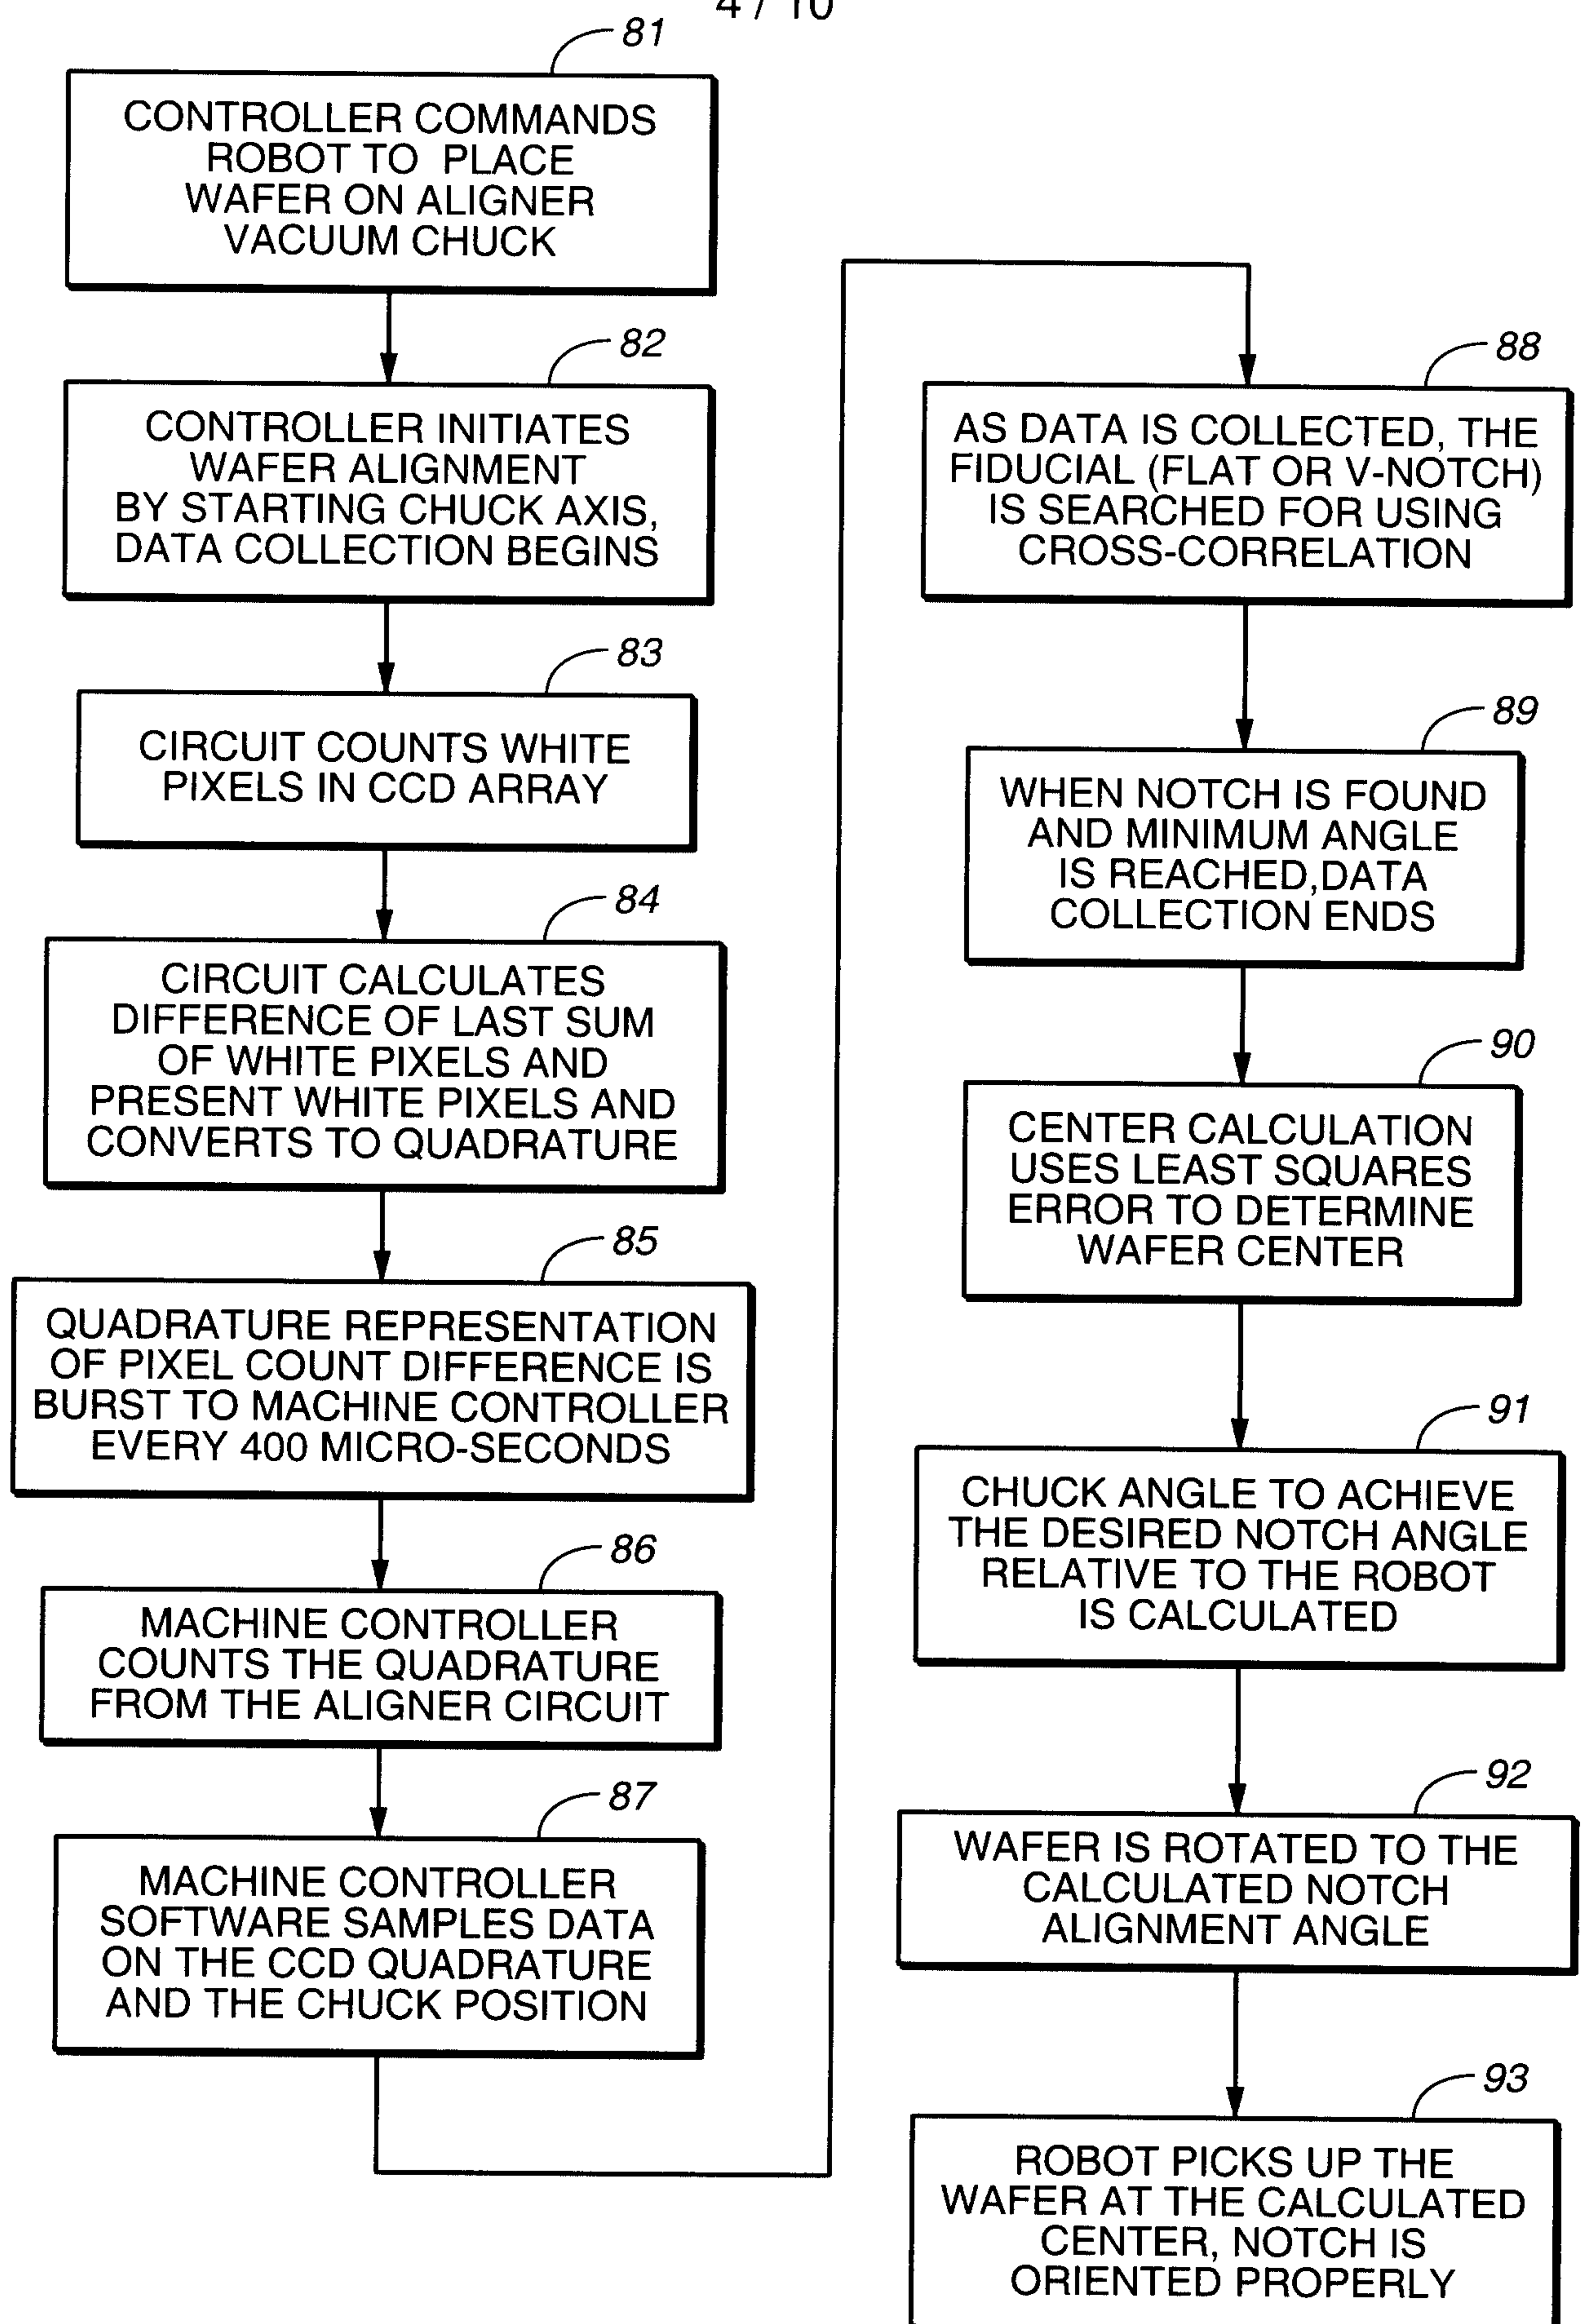 4 / 10
81
CONTROLLER COMMANDS
ROBOT TO PLACE
WAFER ON ALIGNER
VACUUM CHUCK
82
CONTROLLER INITIATES
WAFER ALIGNMENT
BY STARTING CHUCK AXIS,
DATA COLLECTION BEGINS
83
CIRCUIT COUNTS WHITE
PIXELS IN CCD ARRAY
84
CIRCUIT CALCULATES
DIFFERENCE OF LAST SUM
OF WHITE PIXELS AND
PRESENT WHITE PIXELS AND
CONVERTS TO QUADRATURE
85
QUADRATURE REPRESENTATION
OF PIXEL COUNT DIFFERENCE IS
BURST TO MACHINE CONTROLLER
EVERY 400 MICRO-SECONDS
86
MACHINE CONTROLLER
COUNTS THE QUADRATURE
FROM THE ALIGNER CIRCUIT
87
MACHINE CONTROLLER
SOFTWARE SAMPLES DATA
ON THE CCD QUADRATURE
AND THE CHUCK POSITION
88
AS DATA IS COLLECTED, THE
FIDUCIAL (FLAT OR V-NOTCH)
IS SEARCHED FOR USING
CROSS-CORRELATION
89
WHEN NOTCH IS FOUND
AND MINIMUM ANGLE
IS REACHED,DATA
COLLECTION ENDS
90
CENTER CALCULATION
USES LEAST SQUARES
ERROR TO DETERMINE
WAFER CENTER
91
CHUCK ANGLE TO ACHIEVE
THE DESIRED NOTCH ANGLE
RELATIVE TO THE ROBOT
IS CALCULATED
92
WAFER IS ROTATED TO THE
CALCULATED NOTCH
ALIGNMENT ANGLE
93
ROBOT PICKS UP THE
WAFER AT THE CALCULATED
CENTER, NOTCH IS
ORIENTED PROPERLY